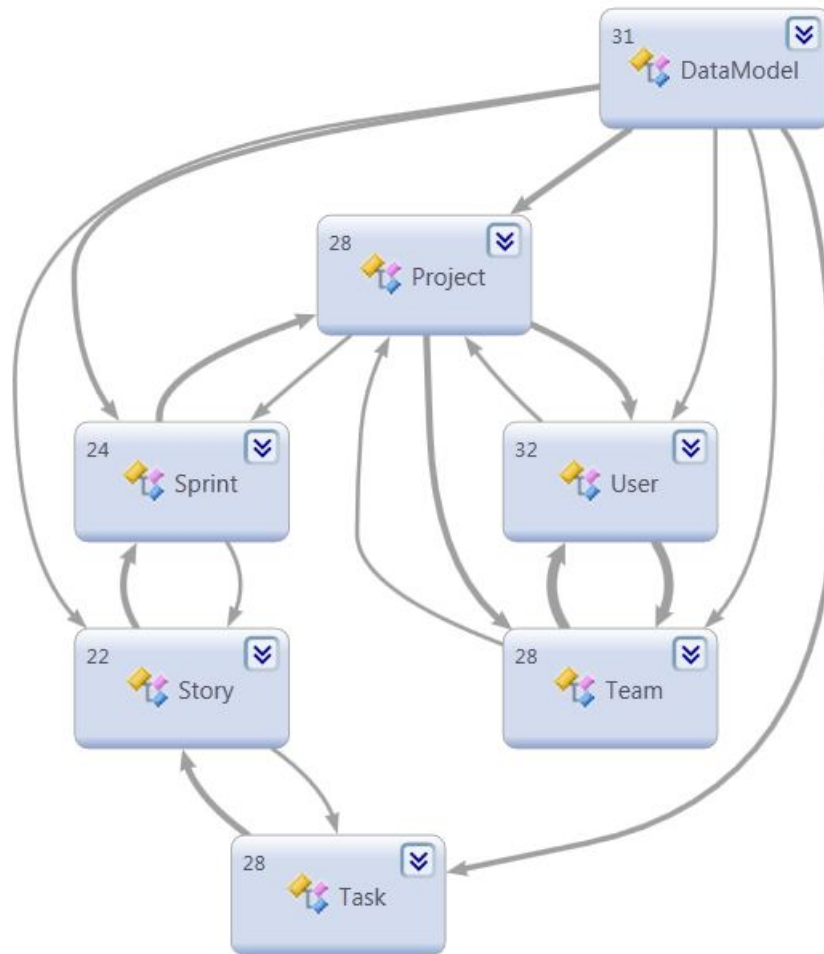 31
DataModel
28
Project
24
Sprint
32
User
22
Story
28
Team
28
Task